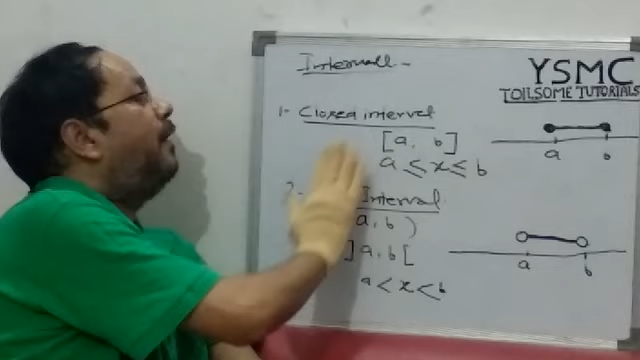 Intervall -
YSMC
TOILSOME TUTORIALS
1- Closed interval
[a, b]
a ≤ x ≤ b
a b
2- Interval
a, b )
] a, b [
a < x < b
a b